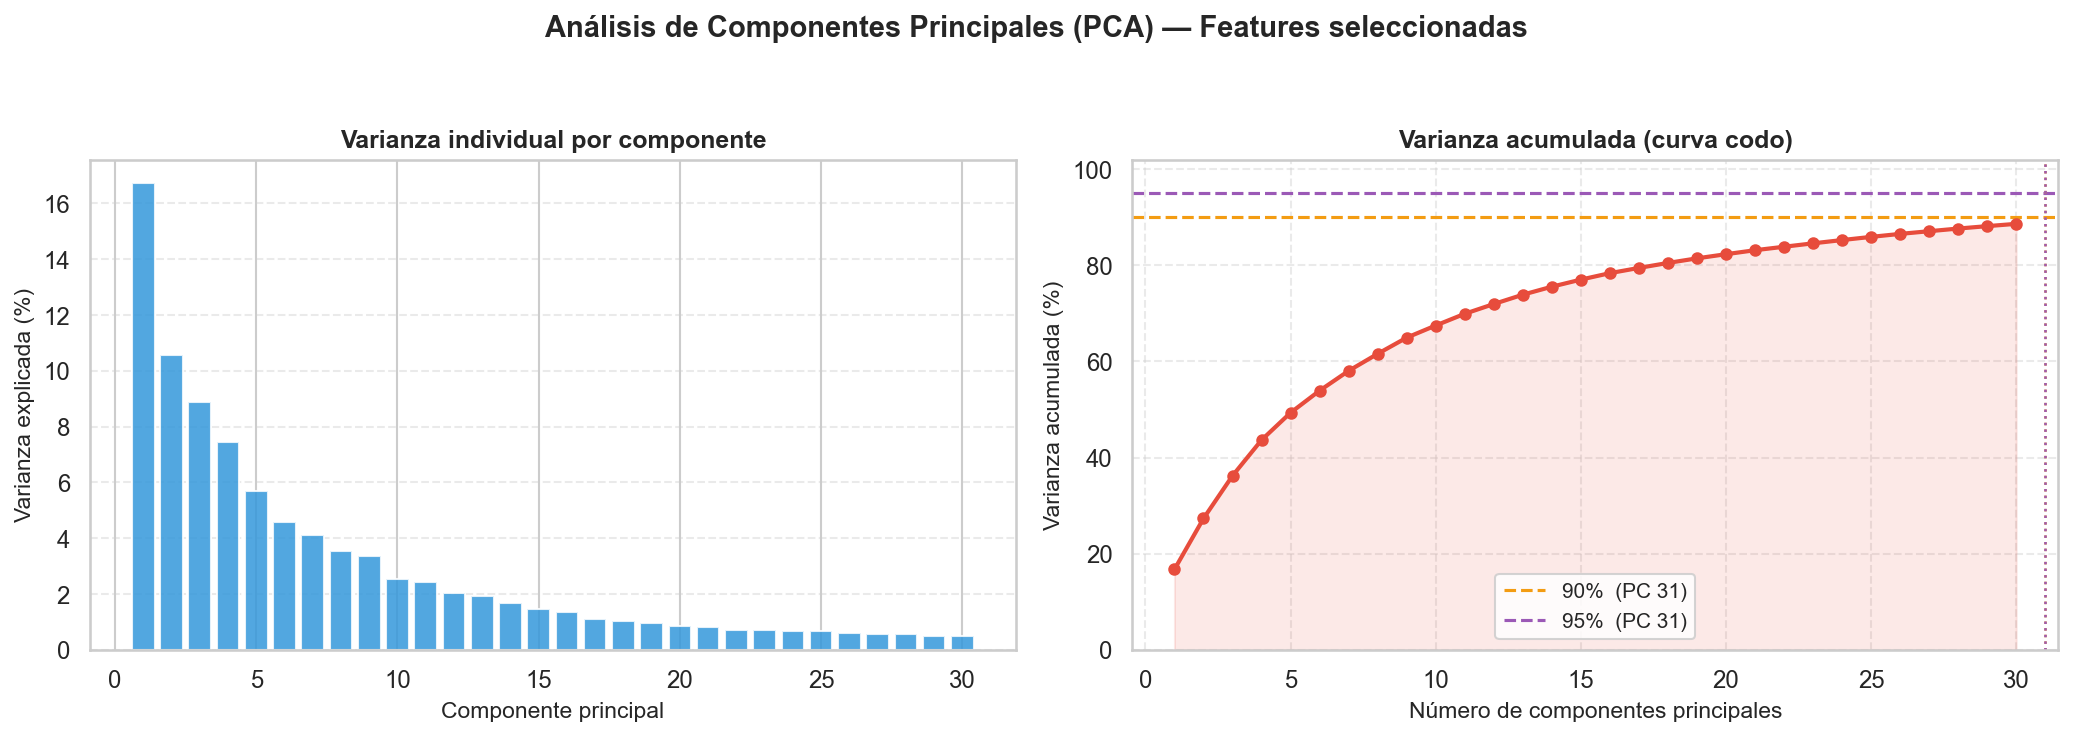 Análisis de Componentes Principales (PCA) — Features seleccionadas
Varianza individual por componente
Varianza explicada (%)
16
14
12
10
8
6
4
2
0
0 5 10 15 20 25 30
Componente principal
Varianza acumulada (curva codo)
Varianza acumulada (%)
100
80
60
40
20
0
90% (PC 31)
95% (PC 31)
0 5 10 15 20 25 30
Número de componentes principales